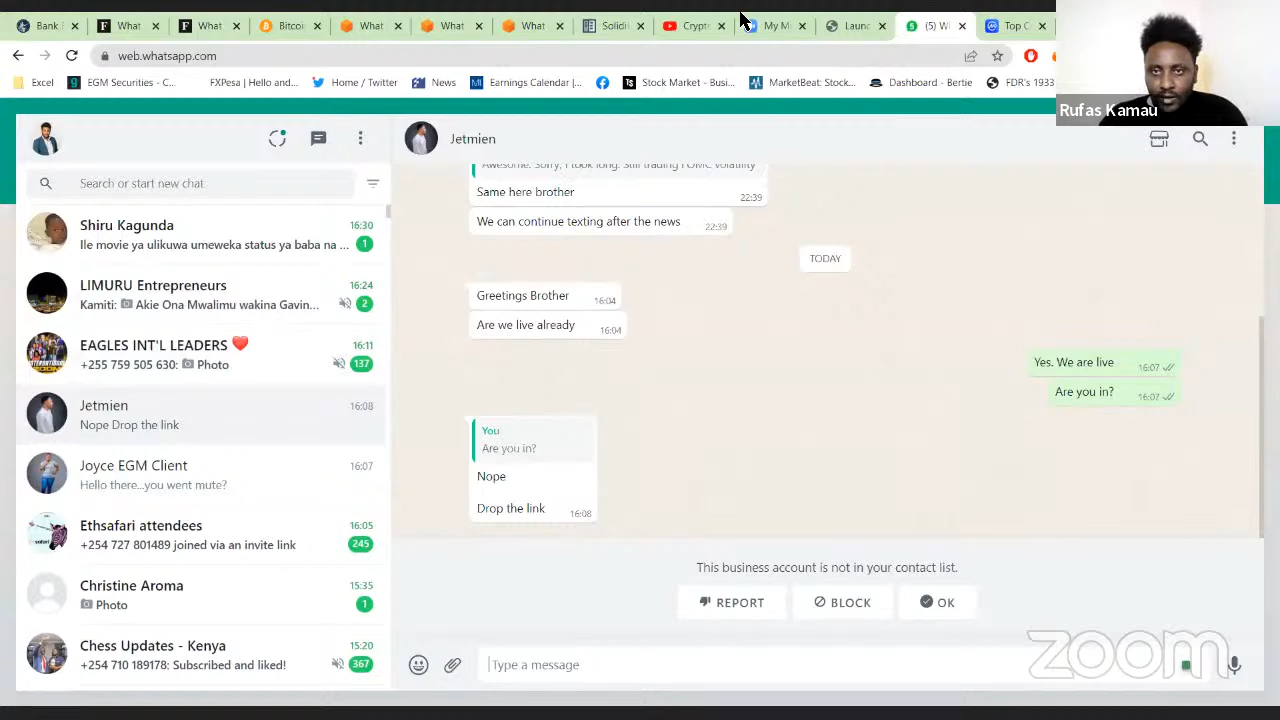 Bank
What
What
Bitcoi
What
What
What
Solidi
Crypto
My M
Launc
(5) W
Top C
web.whatsapp.com
Excel
EGM Securities - C...
FXPesa | Hello and...
Home / Twitter
News
Earnings Calendar |...
Stock Market - Busi...
MarketBeat: Stock...
Dashboard - Bertie
FDR's 1933
Rufas Kamau
Search or start new chat
Shiru Kagunda
16:30
Ile movie ya ulikuwa umeweka status ya baba na ...
1
LIMURU Entrepreneurs
16:24
Kamiti: Akie Ona Mwalimu wakina Gavin...
2
EAGLES INT'L LEADERS ❤️
16:11
+255 759 505 630: Photo
137
Jetmien
16:08
Nope Drop the link
Joyce EGM Client
16:07
Hello there...you went mute?
Ethsafari attendees
16:05
+254 727 801489 joined via an invite link
245
Christine Aroma
15:35
Photo
1
Chess Updates - Kenya
15:20
+254 710 189178: Subscribed and liked!
367
Jetmien
Awesome. Sorry, I took long. Still trading FOMC volatility
Same here brother
22:39
We can continue texting after the news
22:39
TODAY
Greetings Brother
16:04
Are we live already
16:04
Yes. We are live
16:07
Are you in?
16:07
You
Are you in?
Nope
Drop the link
16:08
This business account is not in your contact list.
REPORT
BLOCK
OK
Type a message
zoom